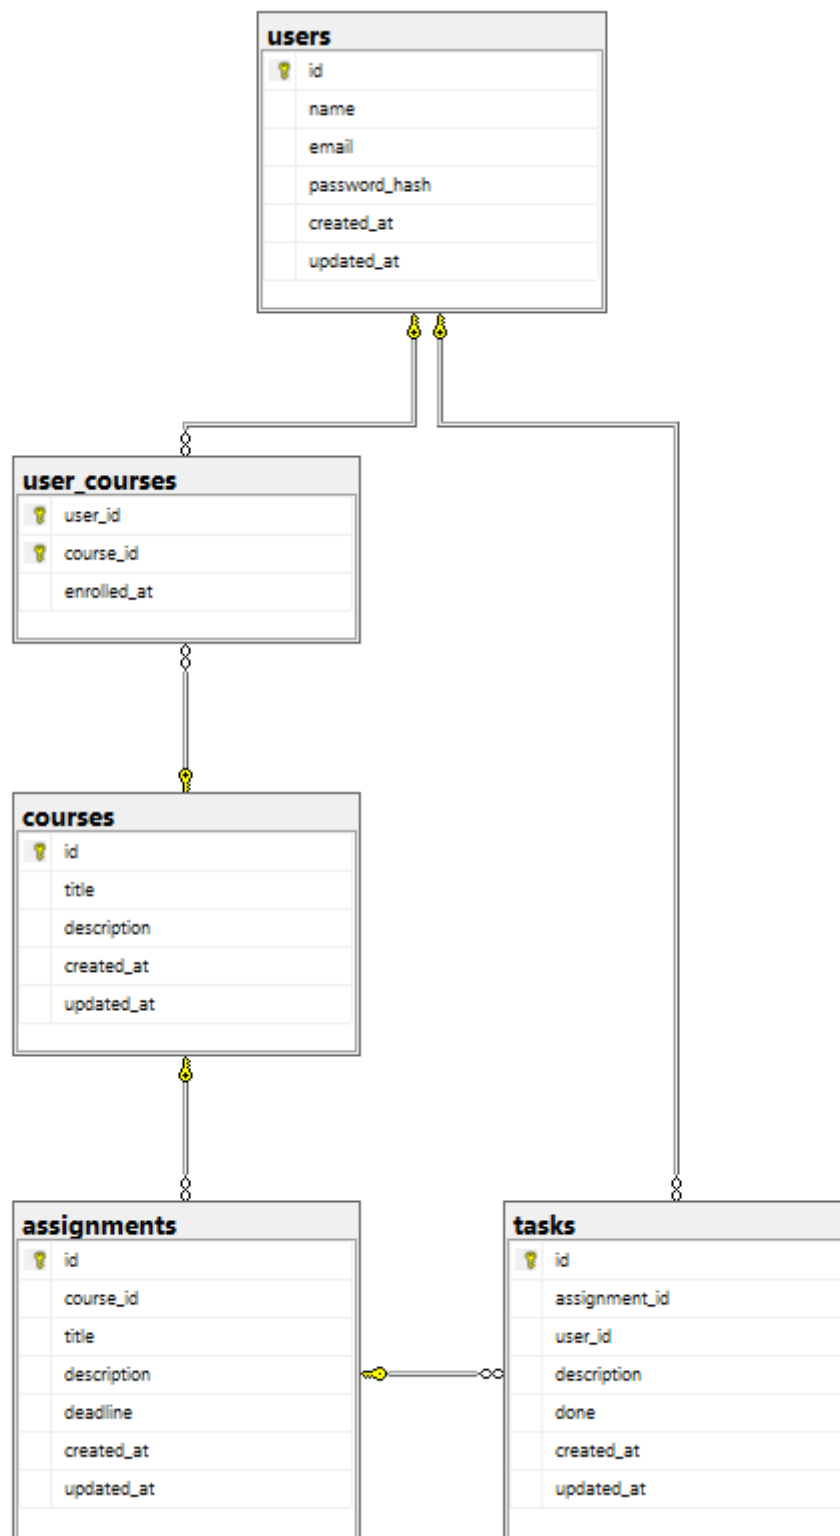 users
id
name
email
password_hash
created_at
updated_at
user_courses
user_id
course_id
enrolled_at
courses
id
title
description
created_at
updated_at
assignments
id
course_id
title
description
deadline
created_at
updated_at
tasks
id
assignment_id
user_id
description
done
created_at
updated_at